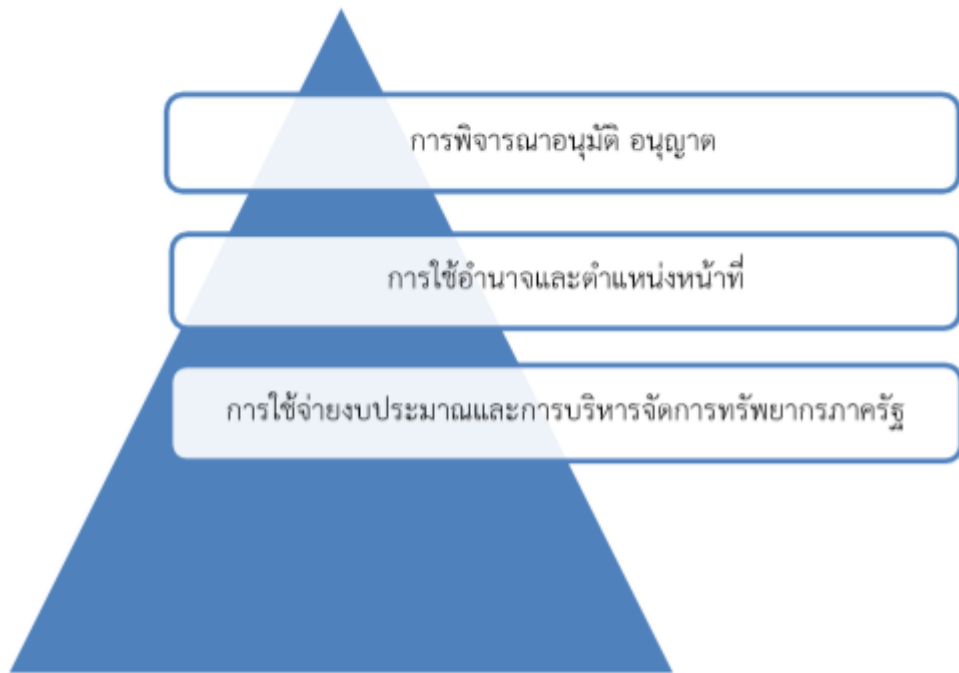 การพิจารณาอนุมัติ อนุญาต
การใช้อำนาจและตำแหน่งหน้าที่
การใช้จ่ายงบประมาณและการบริหารจัดการทรัพยากรภาครัฐ